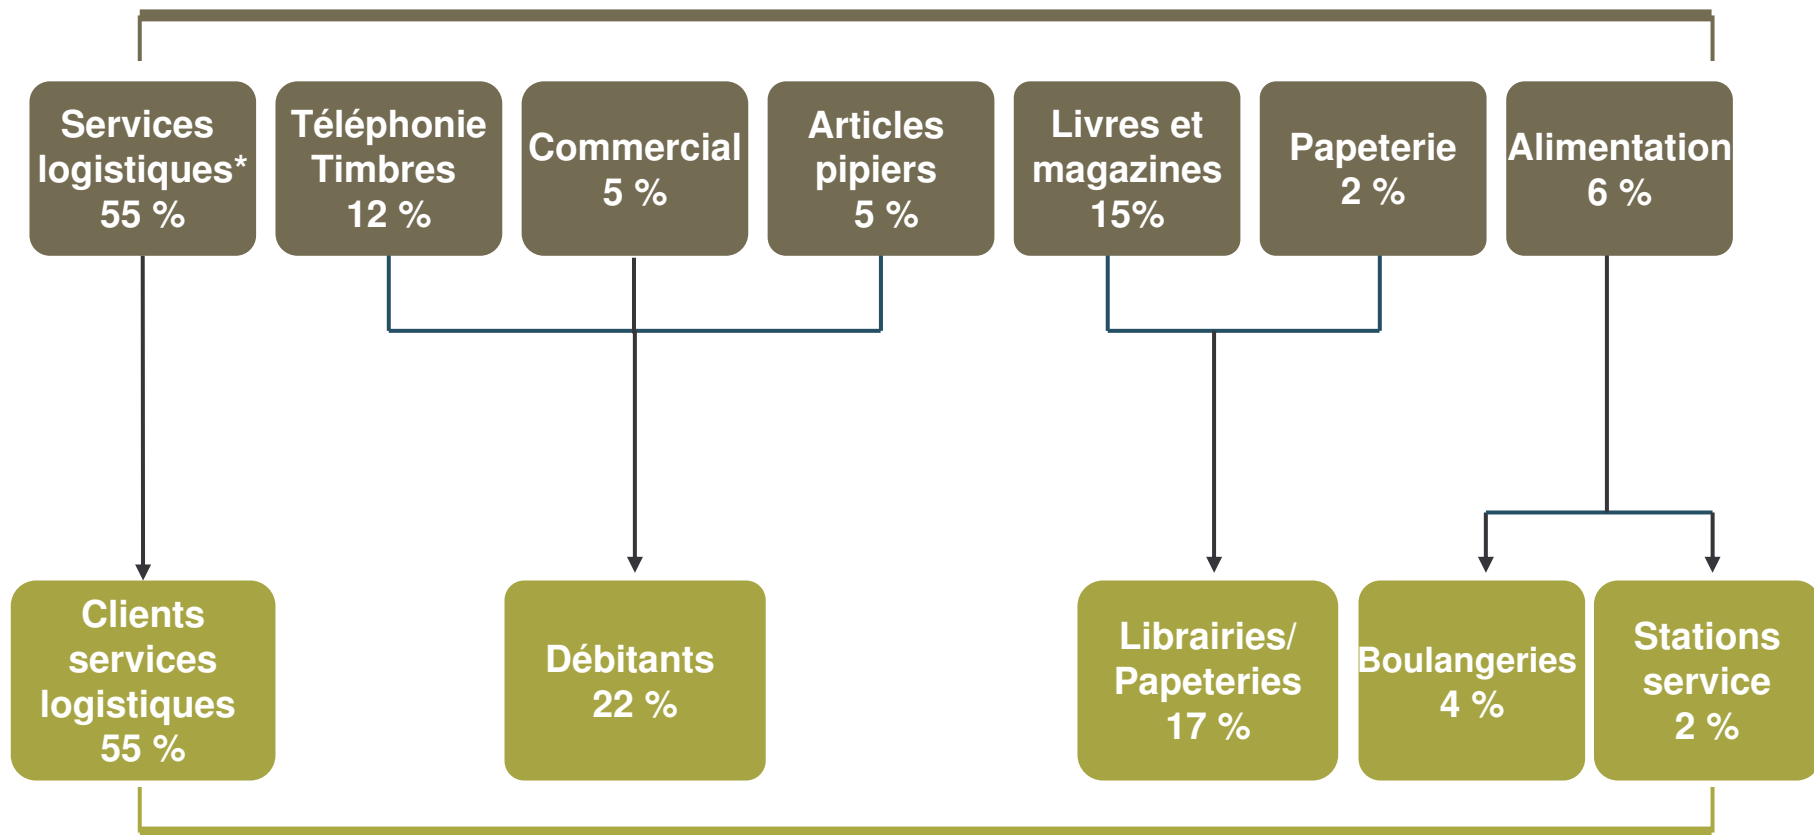 Services
logistiques*
55 %
Téléphonie
Timbres
12 %
Commercial
5 %
Articles
pipiers
5 %
Livres et
magazines
15%
Papeterie
2 %
Alimentation
6 %
Clients
services
logistiques
55 %
Débitants
22 %
Librairies/
Papeteries
17 %
Boulangeries
4 %
Stations
service
2 %